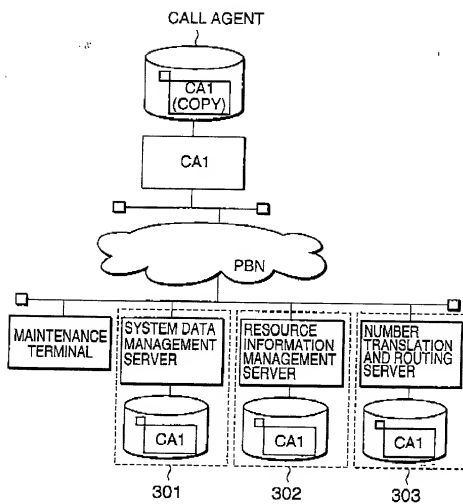 CALL AGENT
CA1
(COPY)
CA1
PBN
MAINTENANCE
TERMINAL
SYSTEM DATA
MANAGEMENT
SERVER
RESOURCE
INFORMATION
MANAGEMENT
SERVER
NUMBER
TRANSLATION
AND ROUTING
SERVER
CA1
CA1
CA1
301
302
303